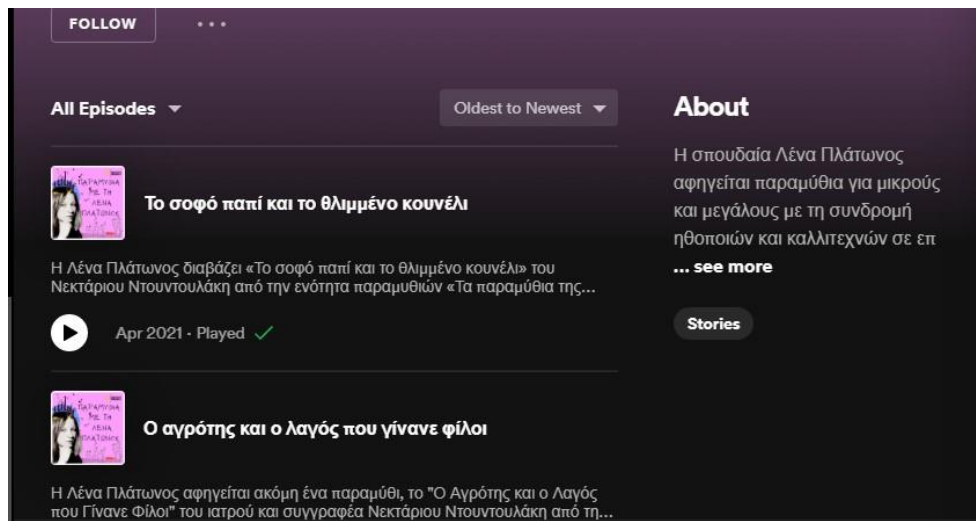 FOLLOW
All Episodes
Oldest to Newest
Το σοφό παπί και το θλιμμένο κουνέλι
Η Λένα Πλάτωνος διαβάζει «Το σοφό παπί και το θλιμμένο κουνέλι» του
Νεκτάριου Ντουντουλάκη από την ενότητα παραμυθιών «Τα παραμύθια της...
Apr 2021 · Played
Ο αγρότης και ο λαγός που γίνανε φίλοι
Η Λένα Πλάτωνος αφηγείται ακόμη ένα παραμύθι, το "Ο Αγρότης και ο Λαγός
που Γίνανε Φίλοι" του ιατρού και συγγραφέα Νεκτάριου Ντουντουλάκη από τη...
About
Η σπουδαία Λένα Πλάτωνος
αφηγείται παραμύθια για μικρούς
και μεγάλους με τη συνδρομή
ηθοποιών και καλλιτεχνών σε επ
... see more
Stories